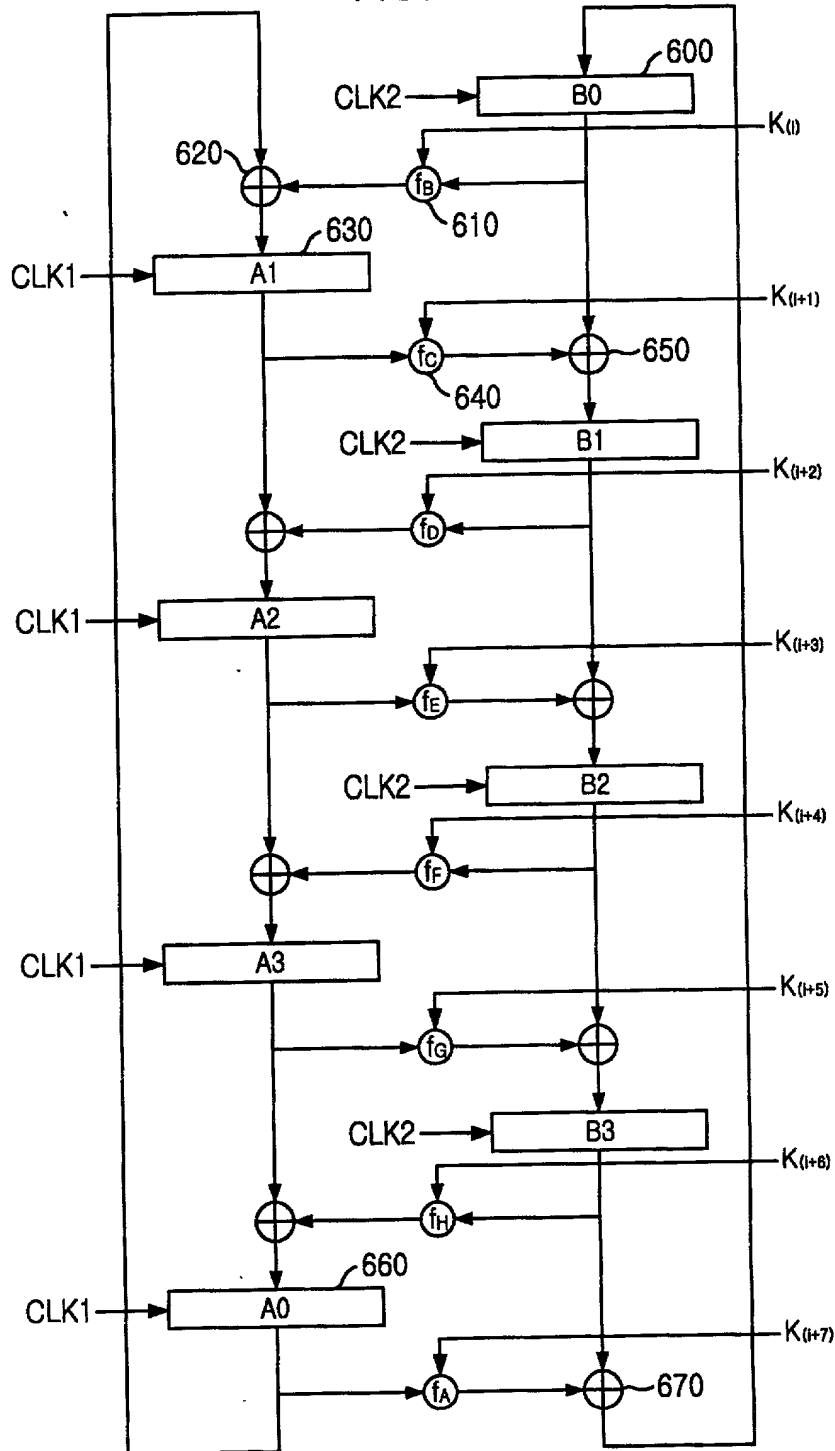 600
CLK2
B0
K(i)
620
fB
610
630
CLK1
A1
K(i+1)
fC
650
640
CLK2
B1
K(i+2)
fD
CLK1
A2
K(i+3)
fE
CLK2
B2
K(i+4)
fF
CLK1
A3
K(i+5)
fG
CLK2
B3
K(i+6)
fH
660
CLK1
A0
K(i+7)
fA
670